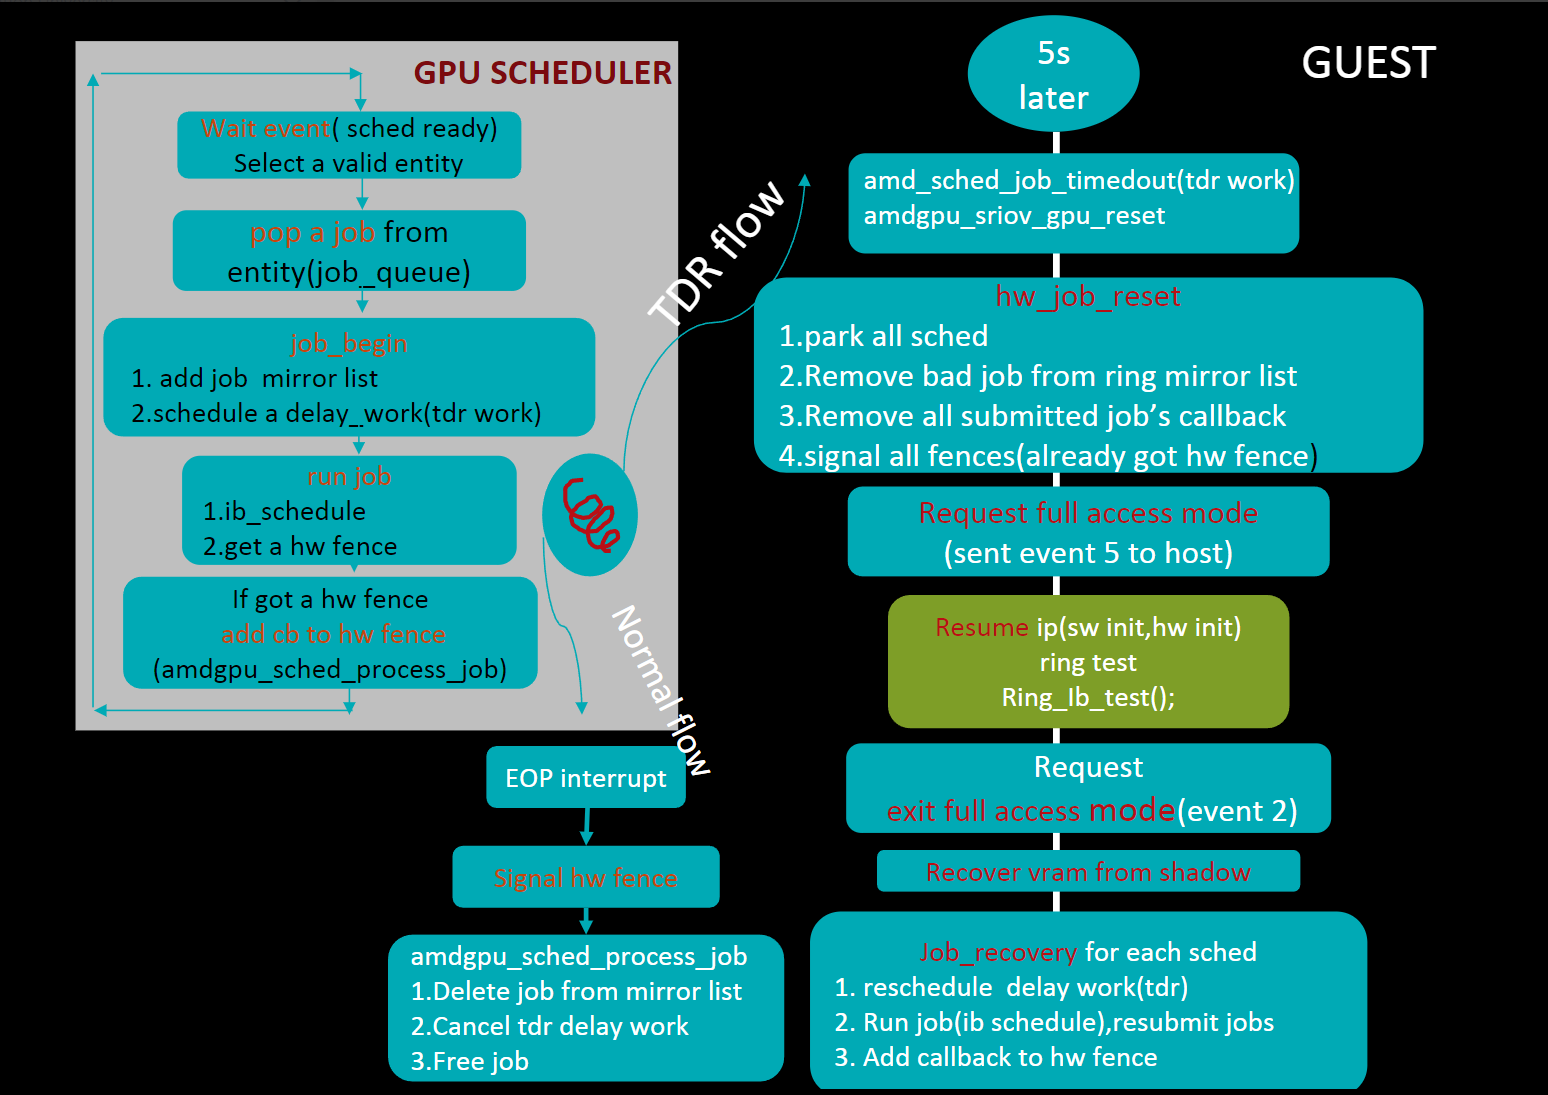 GPU SCHEDULER
Wait event( sched ready)
Select a valid entity
pop a job from
entity(job_queue)
job_begin
1. add job  mirror list
2.schedule a delay_work(tdr work)
run job
1.ib_schedule
2.get a hw fence
If got a hw fence
add cb to hw fence
(amdgpu_sched_process_job)
Normal flow
EOP interrupt
Signal hw fence
amdgpu_sched_process_job
1.Delete job from mirror list
2.Cancel tdr delay work
3.Free job
TDR flow
GUEST
5s
later
amd_sched_job_timedout(tdr work)
amdgpu_sriov_gpu_reset
hw_job_reset
1.park all sched
2.Remove bad job from ring mirror list
3.Remove all submitted job’s callback
4.signal all fences(already got hw fence)
Request full access mode
(sent event 5 to host)
Resume ip(sw init,hw init)
ring test
Ring_Ib_test();
Request
exit full access mode(event 2)
Recover vram from shadow
Job_recovery for each sched
1. reschedule  delay work(tdr)
2. Run job(ib schedule),resubmit jobs
3. Add callback to hw fence